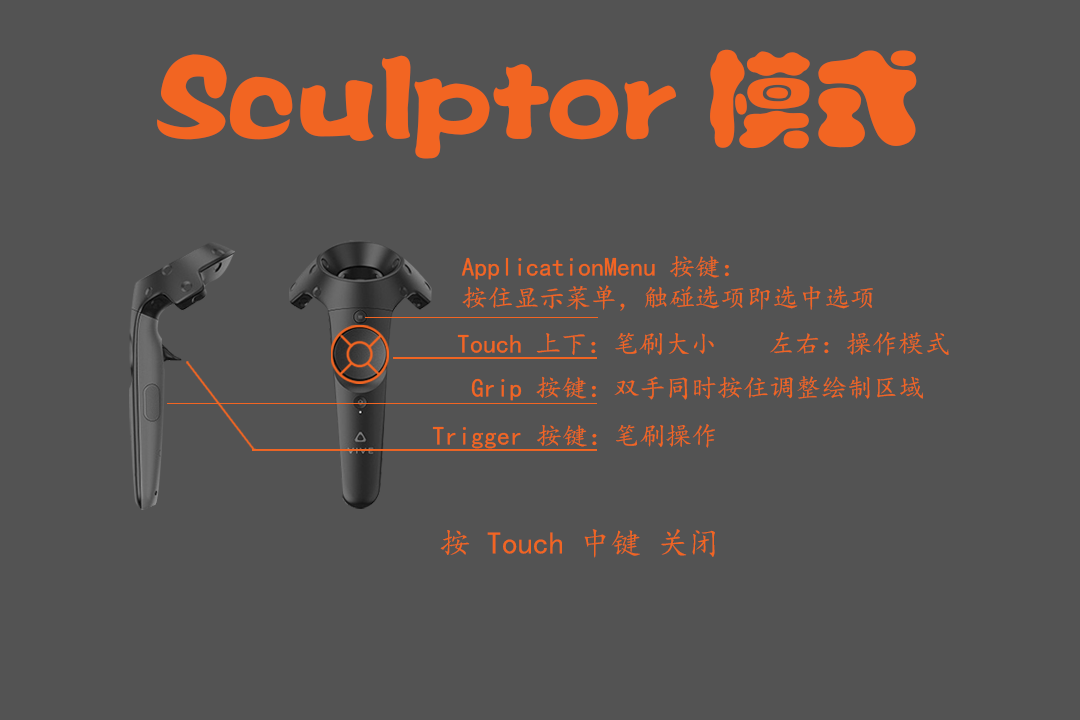 Sculptor 模式
ApplicationMenu 按键：
按住显示菜单，触碰选项即选中选项
Touch 上下：笔刷大小 左右：操作模式
Grip 按键：双手同时按住调整绘制区域
Trigger 按键：笔刷操作
VIVE
按 Touch 中键 关闭